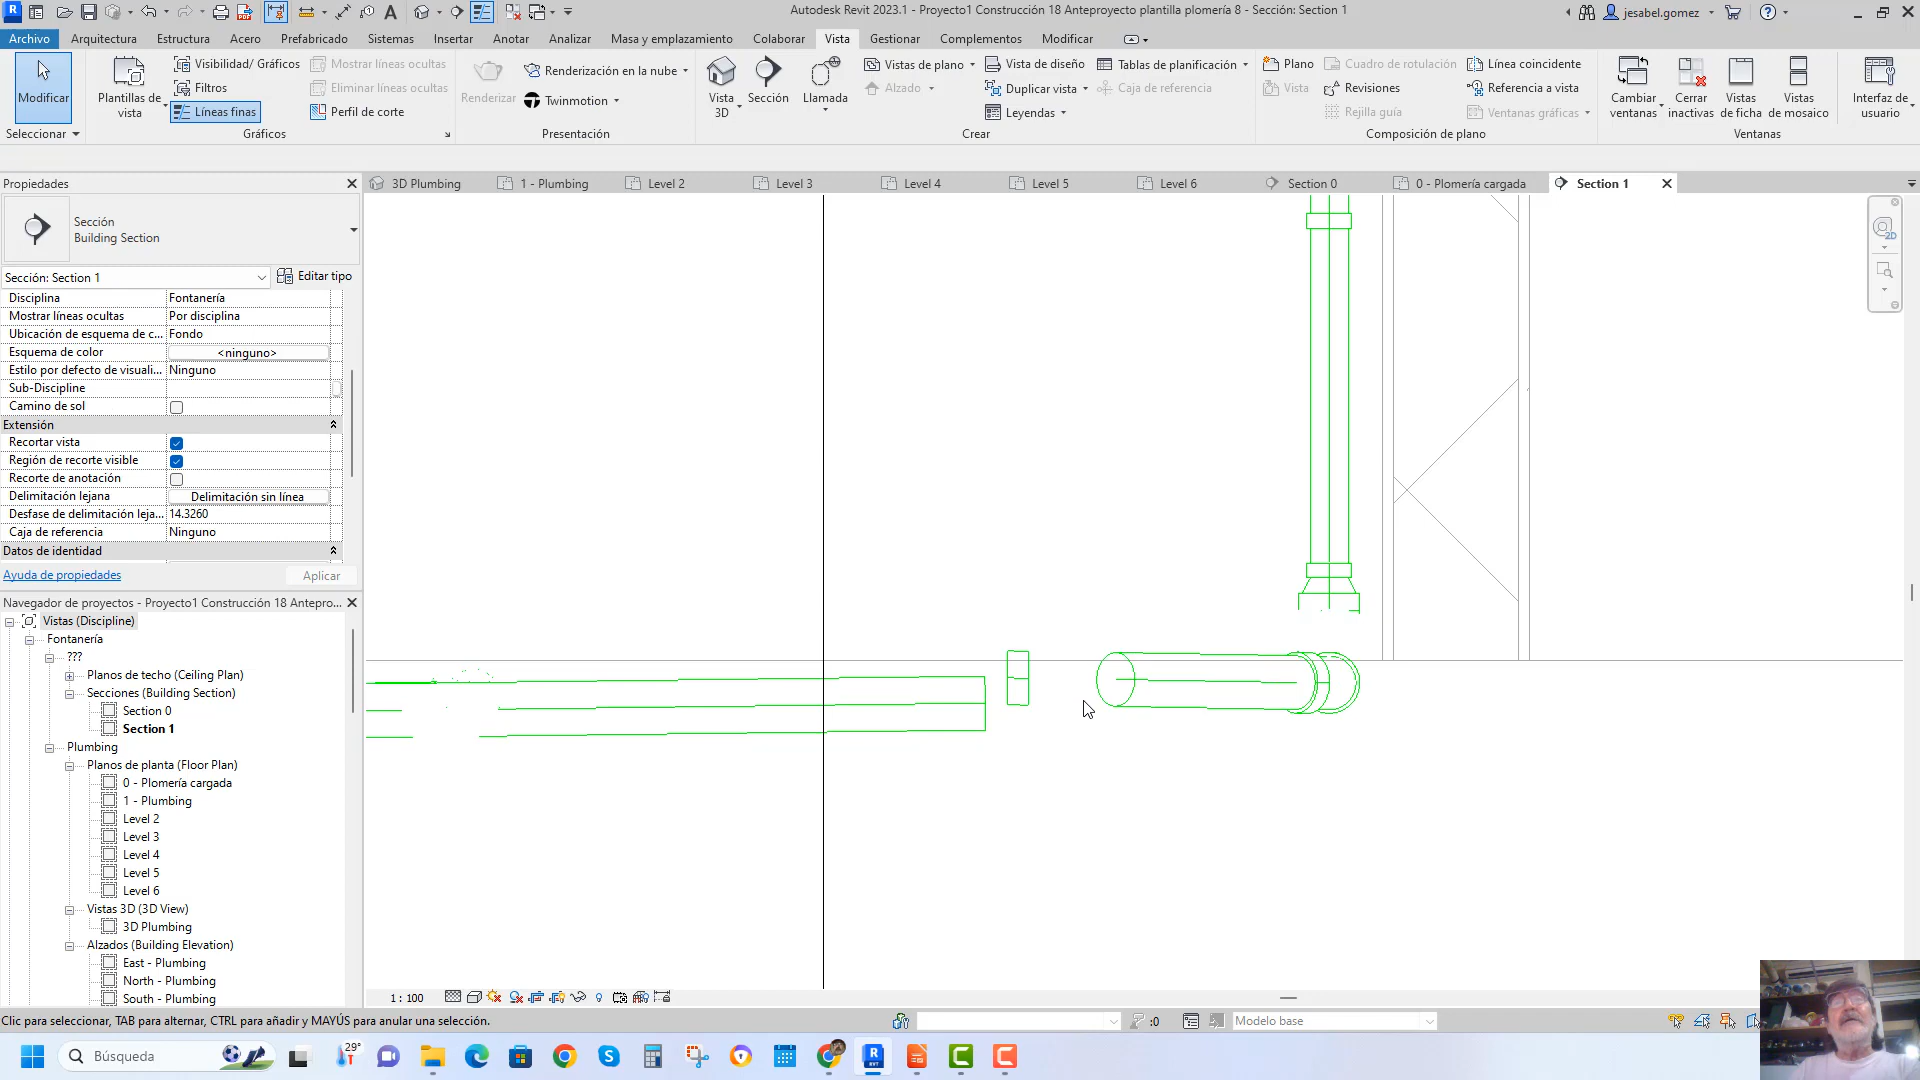 Autodesk Revit 2023.1 - Proyecto1 Construcción 18 Anteproyecto plantilla plomería 8 - Sección: Section 1
jesabel.gomez
Archivo Arquitectura Estructura Acero Prefabricado Sistemas Insertar Anotar Analizar Masa y emplazamiento Colaborar Vista Gestionar Complementos Modificar
Modificar
Seleccionar
Plantillas de vista
Visibilidad/ Gráficos
Filtros
Líneas finas
Mostrar líneas ocultas
Eliminar líneas ocultas
Perfil de corte
Gráficos
Renderizar
Renderización en la nube
Twinmotion
Presentación
Vista 3D
Sección
Llamada
Vistas de plano
Alzado
Vista de diseño
Duplicar vista
Leyendas
Tablas de planificación
Caja de referencia
Crear
Plano
Vista
Cuadro de rotulación
Revisiones
Rejilla guía
Línea coincidente
Referencia a vista
Ventanas gráficas
Composición de plano
Cambiar ventanas
Cerrar inactivas
Vistas de ficha
Vistas de mosaico
Ventanas
Interfaz de usuario
Propiedades
3D Plumbing
1 - Plumbing
Level 2
Level 3
Level 4
Level 5
Level 6
Section 0
0 - Plomería cargada
Section 1
Sección
Building Section
Sección: Section 1
Editar tipo
Disciplina Fontanería
Mostrar líneas ocultas Por disciplina
Ubicación de esquema de c... Fondo
Esquema de color <ninguno>
Estilo por defecto de visuali... Ninguno
Sub-Discipline
Camino de sol
Extensión
Recortar vista
Región de recorte visible
Recorte de anotación
Delimitación lejana Delimitación sin línea
Desfase de delimitación leja... 14.3260
Caja de referencia Ninguno
Datos de identidad
Ayuda de propiedades
Aplicar
Navegador de proyectos - Proyecto1 Construcción 18 Antepro...
Vistas (Discipline)
Fontanería
???
Planos de techo (Ceiling Plan)
Secciones (Building Section)
Section 0
Section 1
Plumbing
Planos de planta (Floor Plan)
0 - Plomería cargada
1 - Plumbing
Level 2
Level 3
Level 4
Level 5
Level 6
Vistas 3D (3D View)
3D Plumbing
Alzados (Building Elevation)
East - Plumbing
North - Plumbing
South - Plumbing
1 : 100
2D
Clic para seleccionar, TAB para alternar, CTRL para añadir y MAYÚS para anular una selección.
:0
Modelo base
Búsqueda
29°